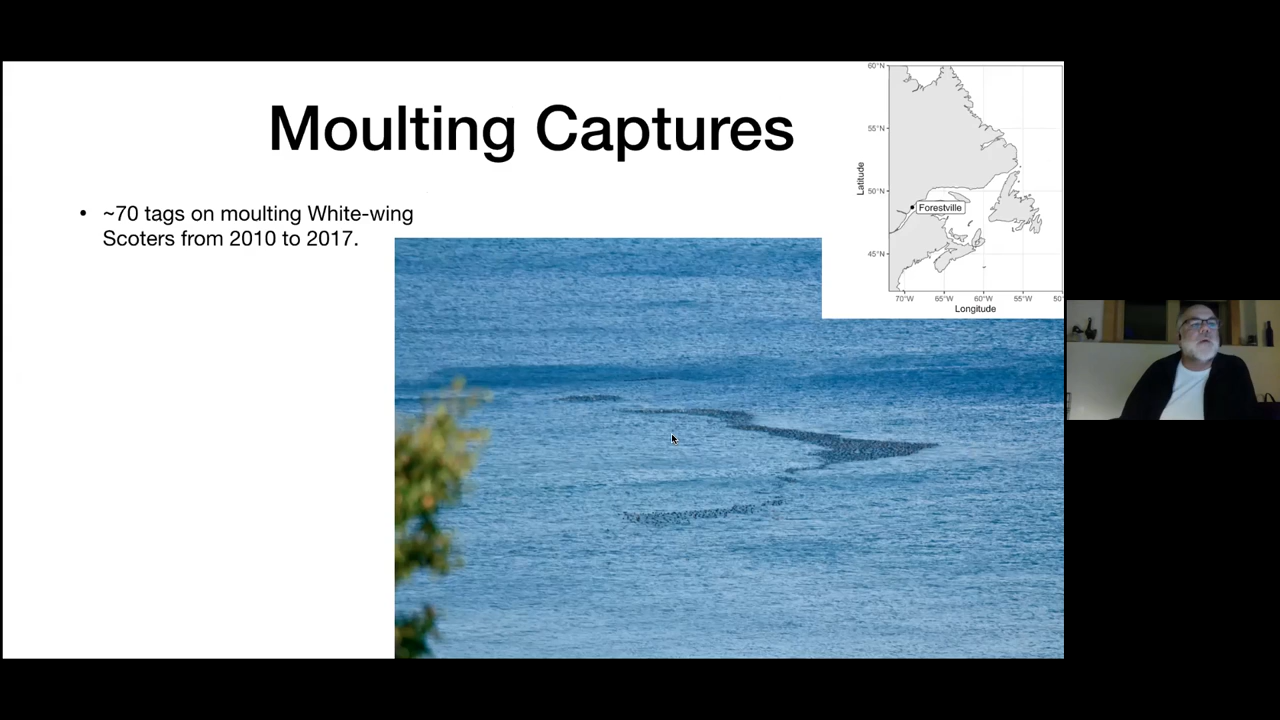 Moulting Captures
• ~70 tags on moulting White-wing
Scoters from 2010 to 2017.
60°N
55°N
50°N
45°N
Latitude
Forestville
70°W 65°W 60°W 55°W 50°
Longitude